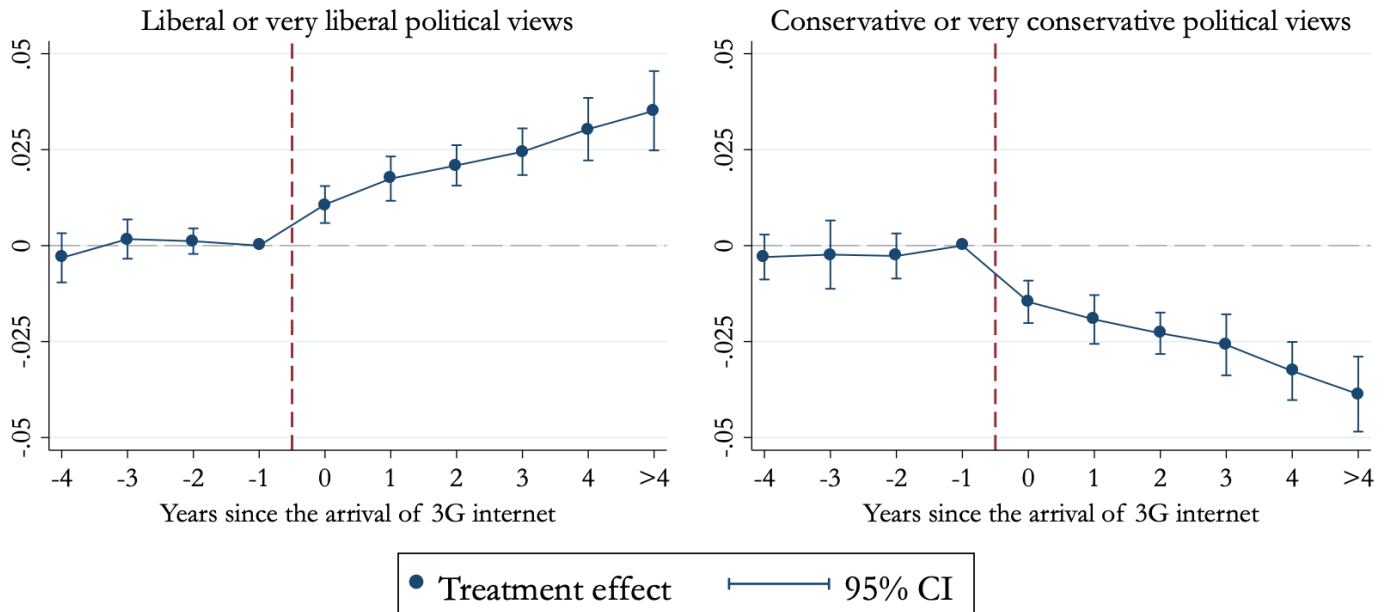 Liberal or very liberal political views
.05
.025
0
-.025
-.05
-4 -3 -2 -1 0 1 2 3 4 >4
Years since the arrival of 3G internet
Conservative or very conservative political views
.05
.025
0
-.025
-.05
-4 -3 -2 -1 0 1 2 3 4 >4
Years since the arrival of 3G internet
Treatment effect 95% CI